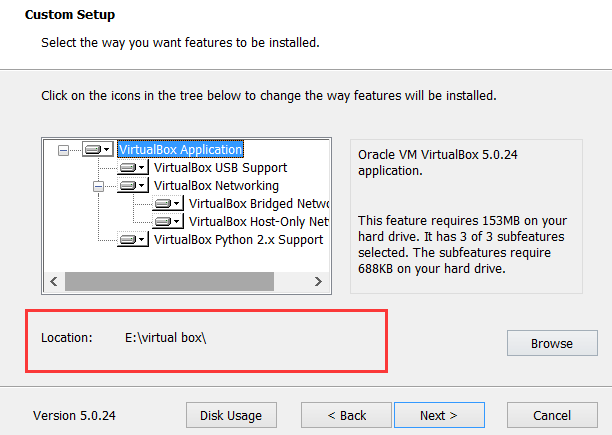 Custom Setup
Select the way you want features to be installed.
Click on the icons in the tree below to change the way features will be installed.
VirtualBox Application
VirtualBox USB Support
VirtualBox Networking
VirtualBox Bridged Netwo
VirtualBox Host-Only Net
VirtualBox Python 2.x Support
Oracle VM VirtualBox 5.0.24
application.
This feature requires 153MB on your
hard drive. It has 3 of 3 subfeatures
selected. The subfeatures require
688KB on your hard drive.
Location: E:\virtual box\
Browse
Version 5.0.24
Disk Usage
< Back
Next >
Cancel